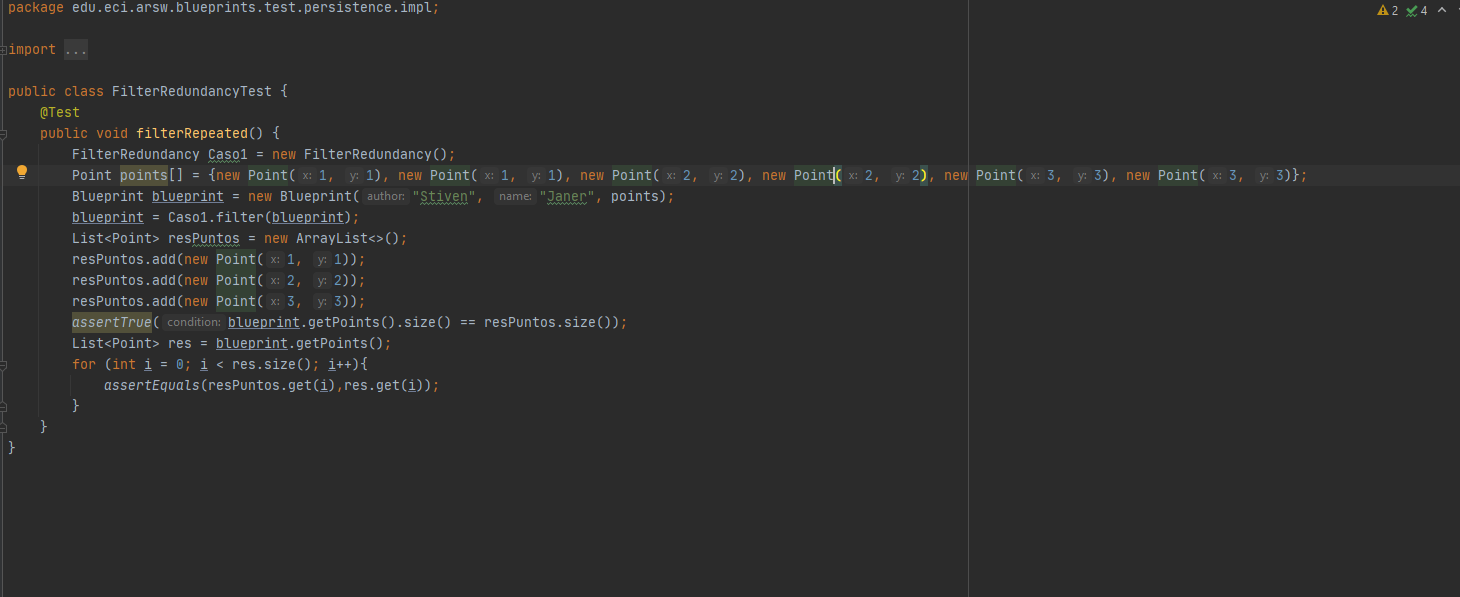 package edu.eci.arsw.blueprints.test.persistence.impl;
2 4
import ...
public class FilterRedundancyTest {
@Test
public void filterRepeated() {
FilterRedundancy Caso1 = new FilterRedundancy();
Point points[] = {new Point( x: 1, y: 1), new Point( x: 1, y: 1), new Point( x: 2, y: 2), new Point( x: 2, y: 2), new Point( x: 3, y: 3), new Point( x: 3, y: 3)};
Blueprint blueprint = new Blueprint( author: "Stiven", name: "Janer", points);
blueprint = Caso1.filter(blueprint);
List<Point> resPuntos = new ArrayList<>();
resPuntos.add(new Point( x: 1, y: 1));
resPuntos.add(new Point( x: 2, y: 2));
resPuntos.add(new Point( x: 3, y: 3));
assertTrue( condition: blueprint.getPoints().size() == resPuntos.size());
List<Point> res = blueprint.getPoints();
for (int i = 0; i < res.size(); i++){
assertEquals(resPuntos.get(i),res.get(i));
}
}
}